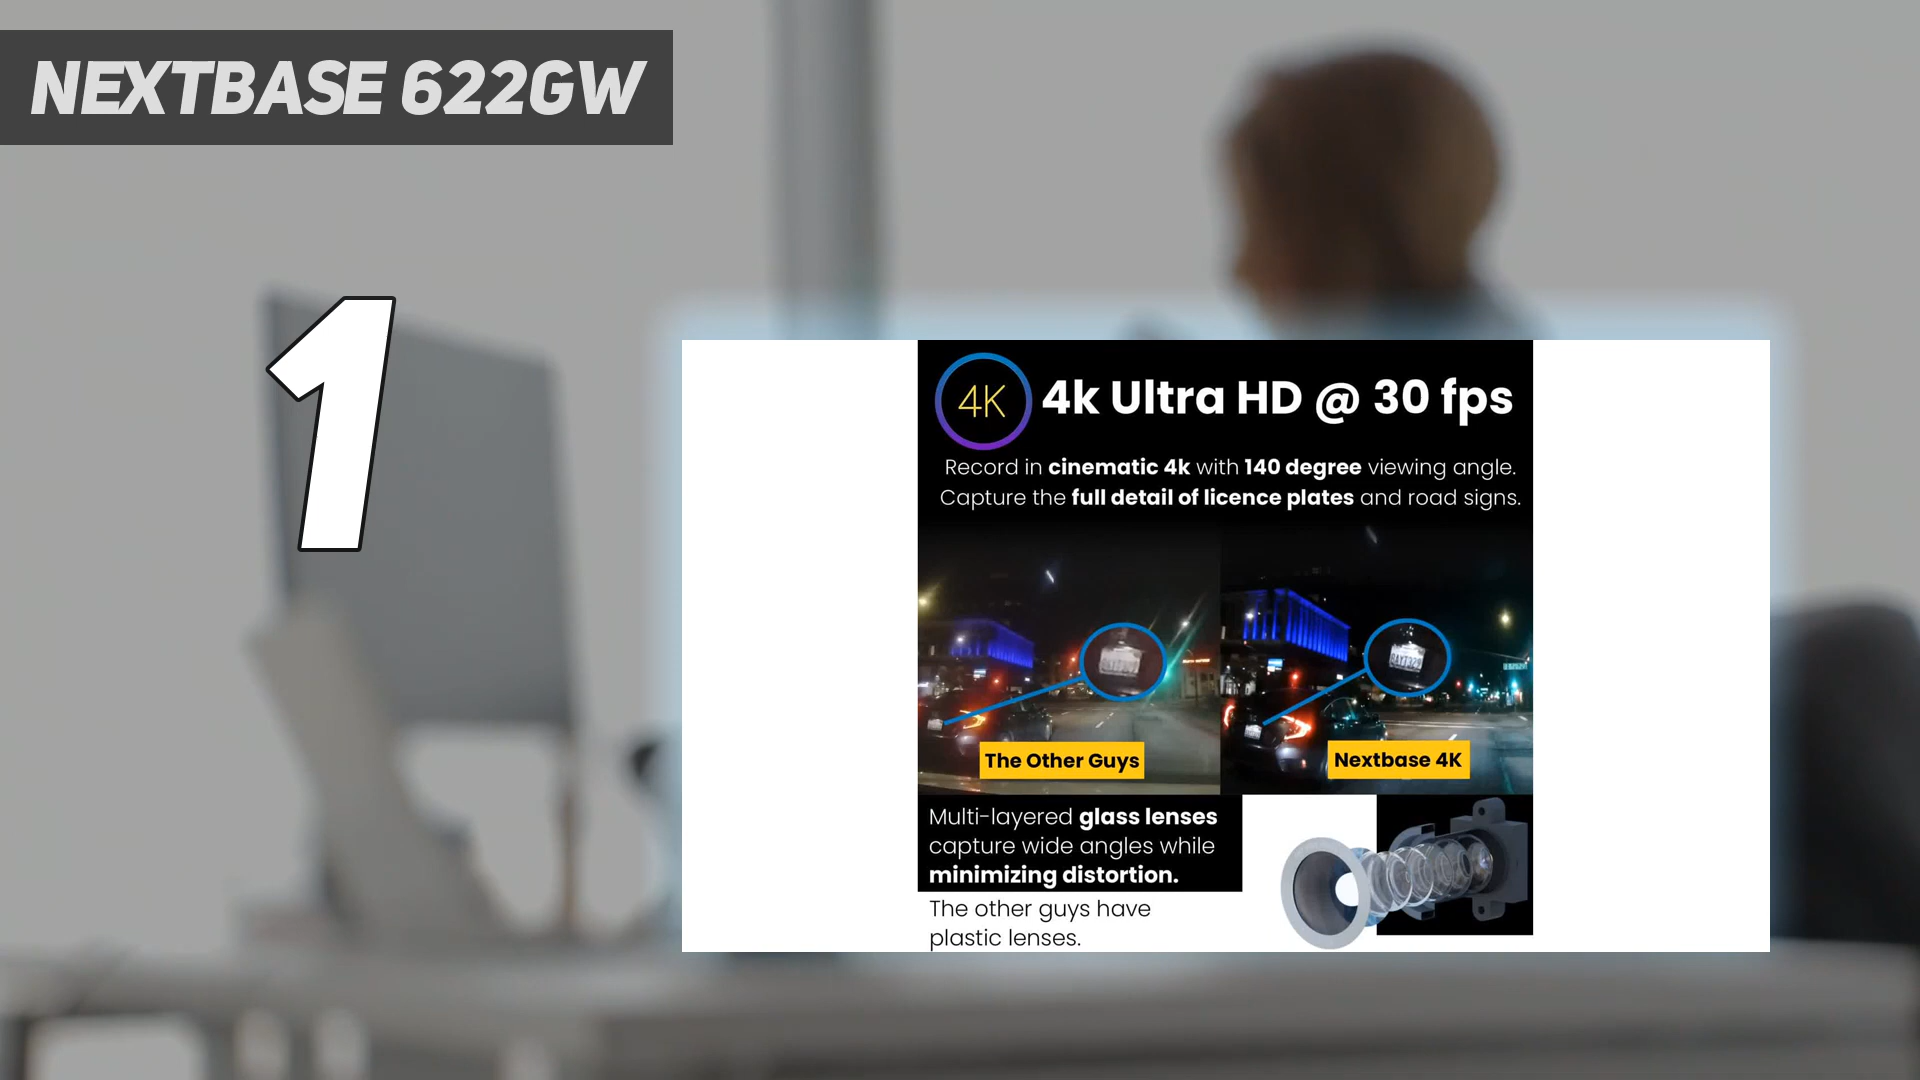 NEXTBASE 622GW
1
4K
4k Ultra HD @ 30 fps
Record in cinematic 4k with 140 degree viewing angle.
Capture the full detail of licence plates and road signs.
The Other Guys
Nextbase 4K
Multi-layered glass lenses
capture wide angles while
minimizing distortion.
The other guys have
plastic lenses.